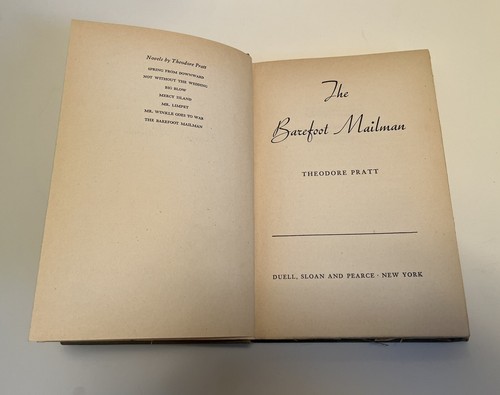 Novels by Theodore Pratt
SPRING FROM DOWNWARD
NOT WITHOUT THE WEDDING
BIG BLOW
MERCY ISLAND
MR. LIMPET
MR. WINKLE GOES TO WAR
THE BAREFOOT MAILMAN
The
Barefoot Mailman
THEODORE PRATT
DUELL, SLOAN AND PEARCE · NEW YORK